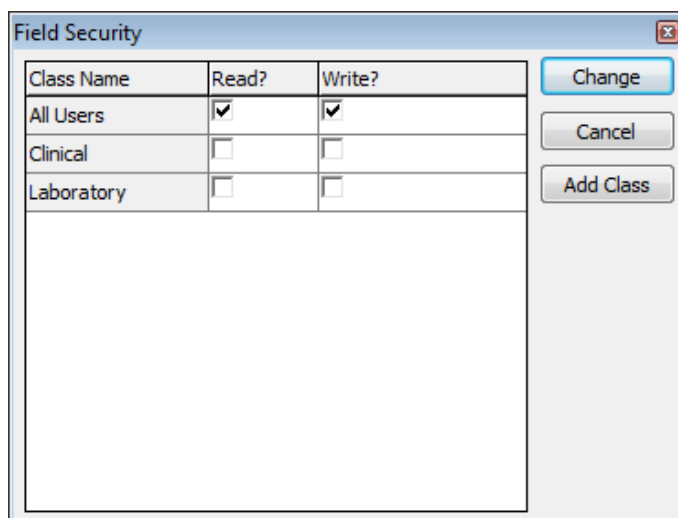 Field Security
Class Name Read? Write?
All Users
Clinical
Laboratory
Change
Cancel
Add Class